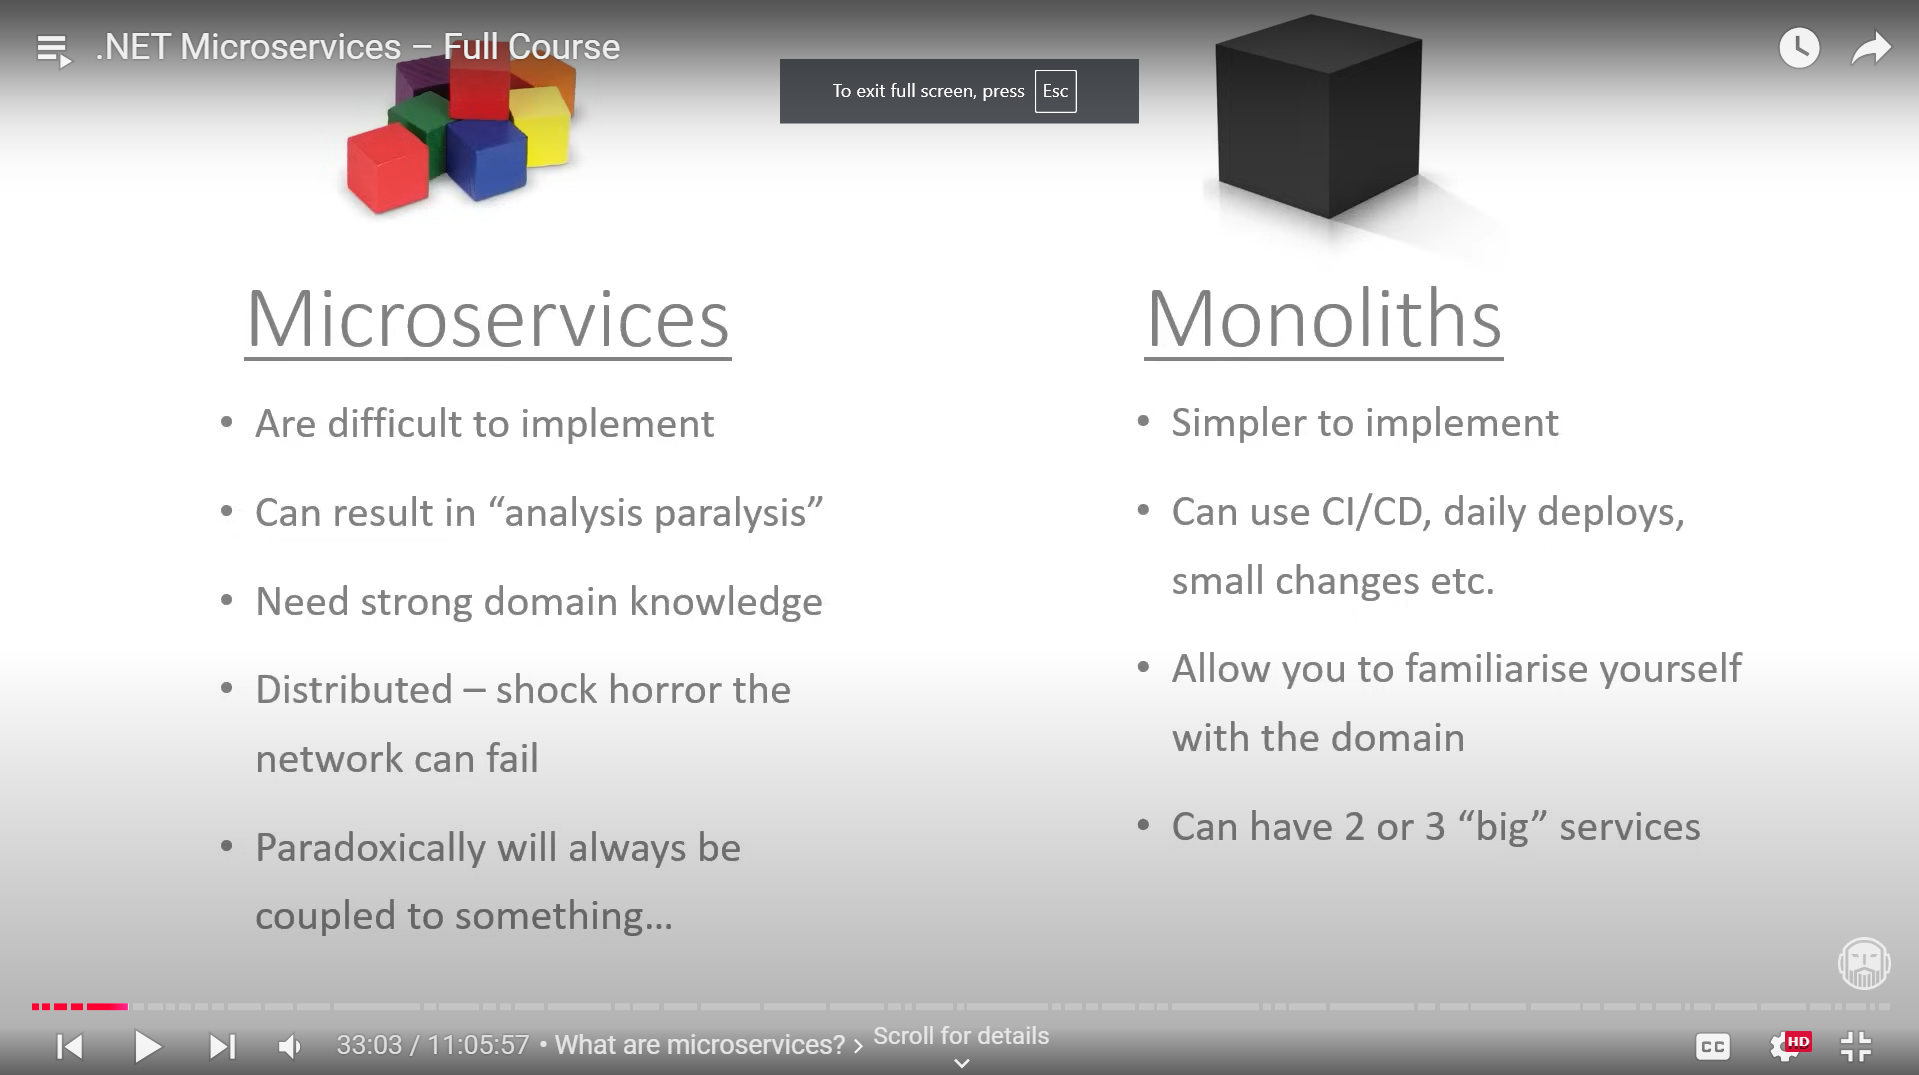 .NET Microservices – Full Course
To exit full screen, press Esc
Microservices
• Are difficult to implement
• Can result in “analysis paralysis”
• Need strong domain knowledge
• Distributed – shock horror the
network can fail
• Paradoxically will always be
coupled to something...
Monoliths
• Simpler to implement
• Can use CI/CD, daily deploys,
small changes etc.
• Allow you to familiarise yourself
with the domain
• Can have 2 or 3 “big” services
33:03 / 11:05:57 • What are microservices? >
Scroll for details
CC
HD